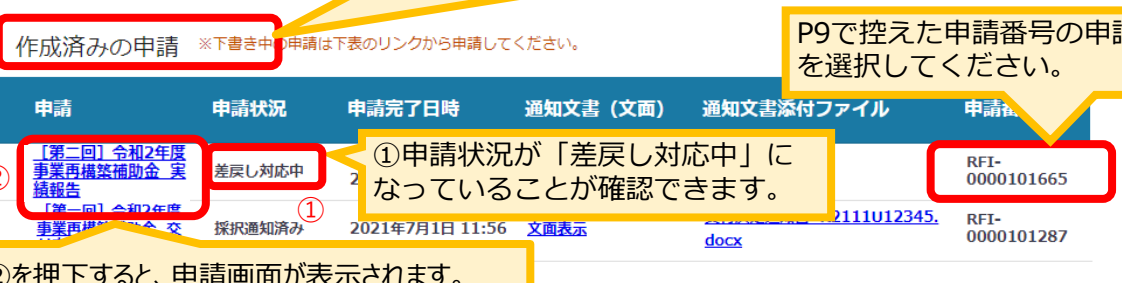 作成済みの申請 ※下書き中の申請は下表のリンクから申請してください。
P9で控えた申請番号の申請
を選択してください。
申請 申請状況 申請完了日時 通知文書（文面） 通知文書添付ファイル 申請番
②
［第二回］令和2年度
事業再構築補助金 実
績報告
差戻し対応中
①申請状況が「差戻し対応中」に
なっていることが確認できます。
RFI-
0000101665
［第一回］令和2年度
事業再構築補助金 交
①
採択通知済み 2021年7月1日 11:56 文面表示
2111U12345.
docx
RFI-
0000101287
②を押下すると、申請画面が表示されます。